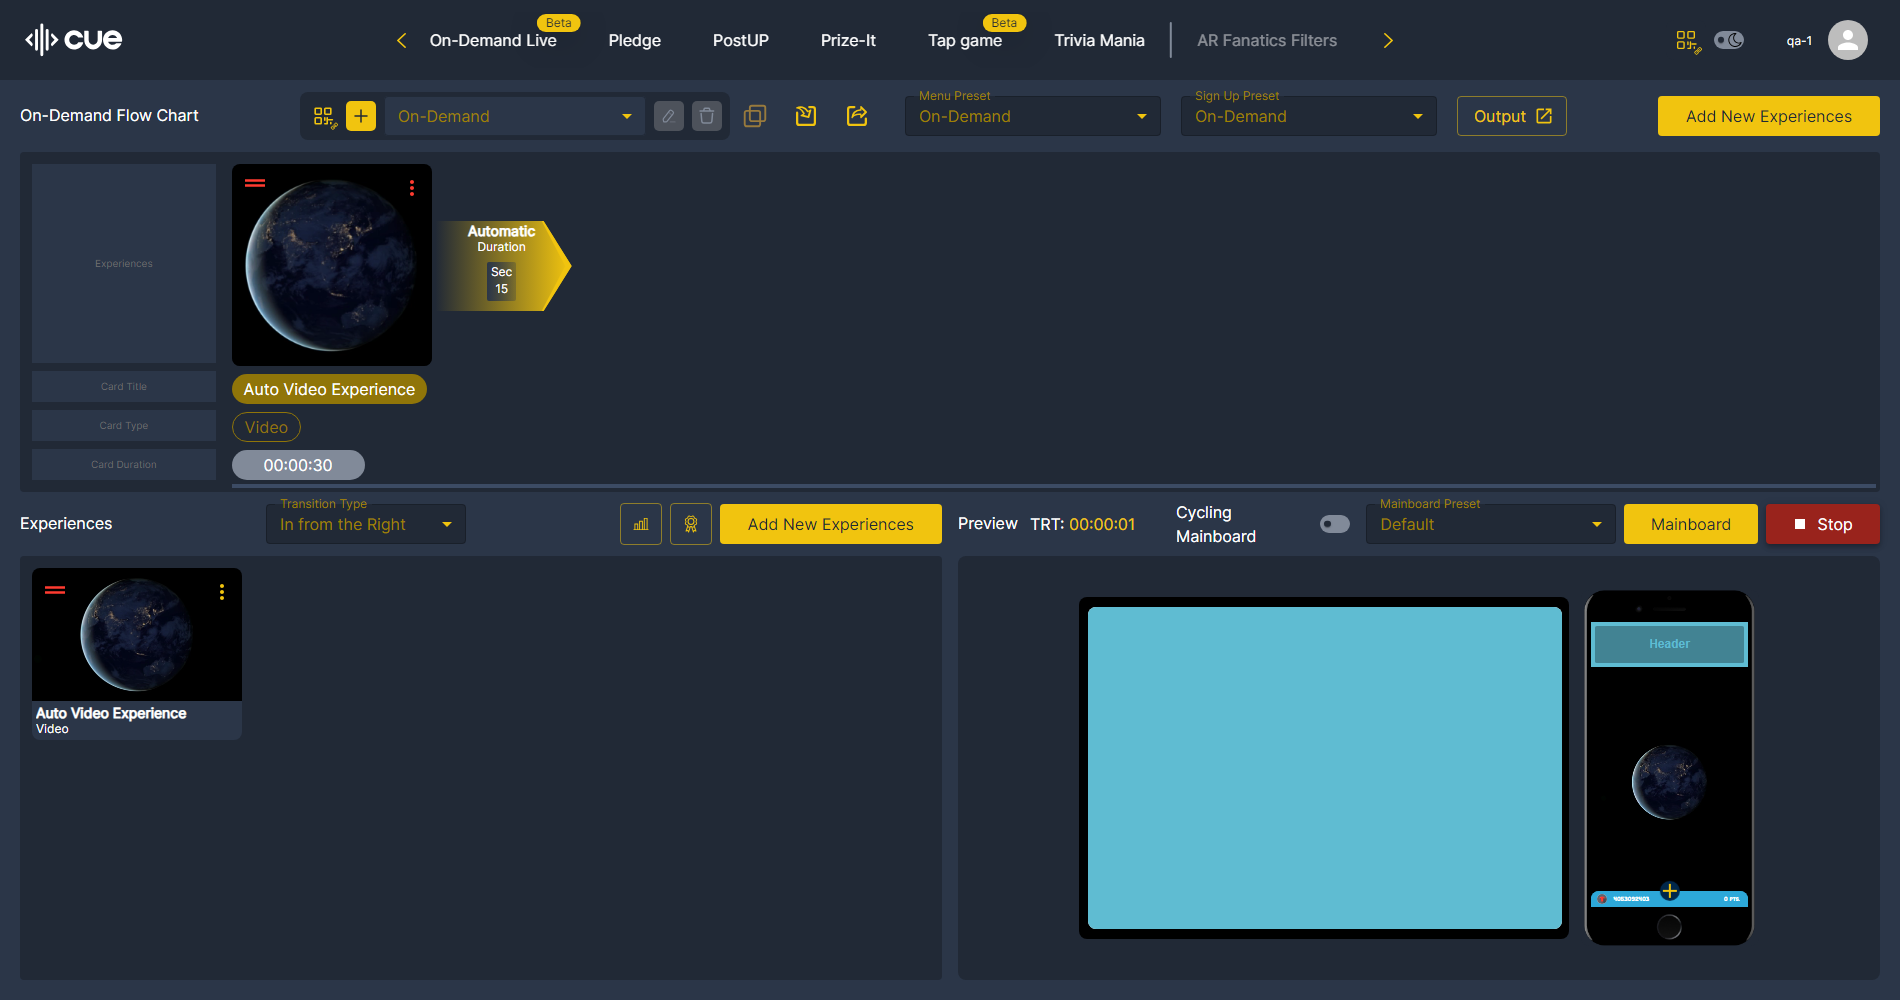 cue
On-Demand Live
Beta
Pledge
PostUP
Prize-It
Tap game
Beta
Trivia Mania
AR Fanatics Filters
qa-1
On-Demand Flow Chart
On-Demand
Menu Preset
On-Demand
Sign Up Preset
On-Demand
Output
Add New Experiences
Experiences
Automatic
Duration
Sec
15
Card Title
Auto Video Experience
Card Type
Video
Card Duration
00:00:30
Experiences
Transition Type
In from the Right
Add New Experiences
Preview
TRT: 00:00:01
Cycling
Mainboard
Mainboard Preset
Default
Mainboard
Stop
Auto Video Experience
Video
Header
0 PTS.